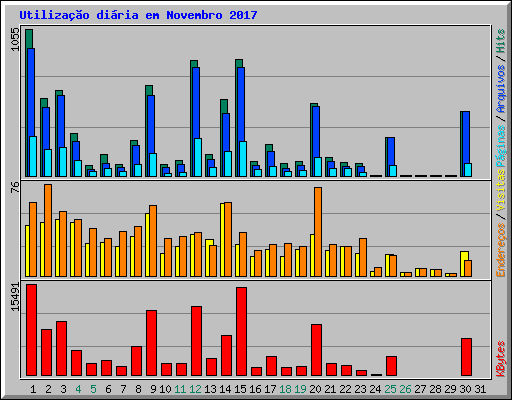 Utilização diária em Novembro 2017
1055
76
15491
Hits / Arquivos / Páginas
Visitas / Endereços
KBytes
1 2 3 4 5 6 7 8 9 10 11 12 13 14 15 16 17 18 19 20 21 22 23 24 25 26 27 28 29 30 31